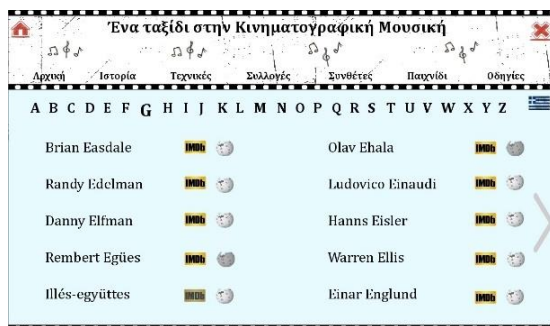 Ένα ταξίδι στην Κινηματογραφική Μουσική
Αρχική Ιστορία Τεχνικές Συλλογές Συνθέτες Παιχνίδι Οδηγίες
A B C D E F G H I J K L M N O P Q R S T U V W X Y Z
Brian Easdale IMDb Olav Ehala IMDb
Randy Edelman IMDb Ludovico Einaudi IMDb
Danny Elfman IMDb Hanns Eisler IMDb
Rembert Egües IMDb Warren Ellis IMDb
Illés-együttes IMDb Einar Englund IMDb